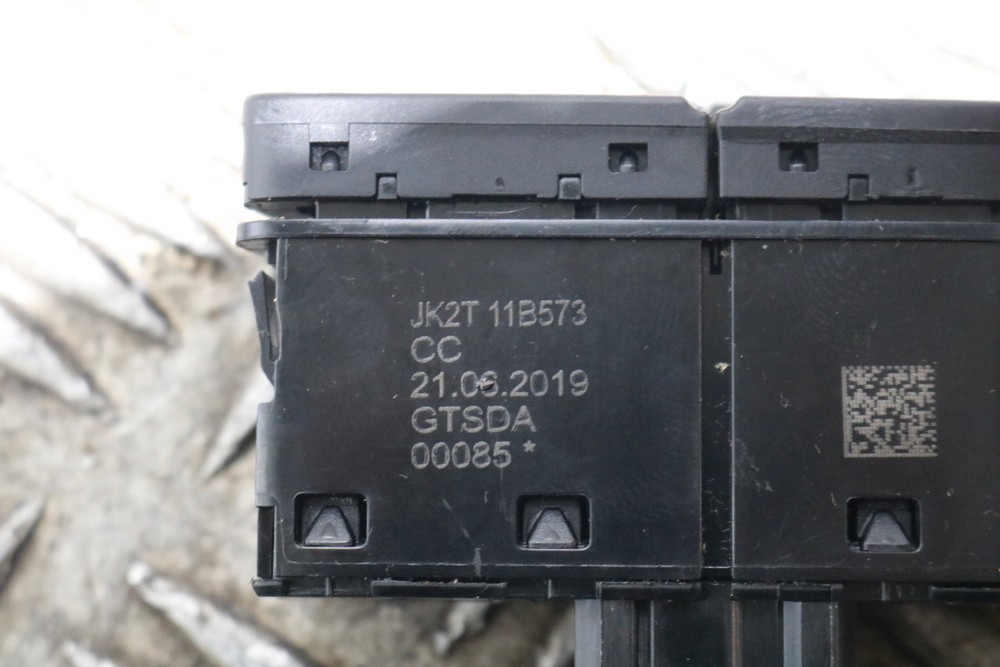 JK2T 11B573
CC
21.06.2019
GTSDA
00085 *